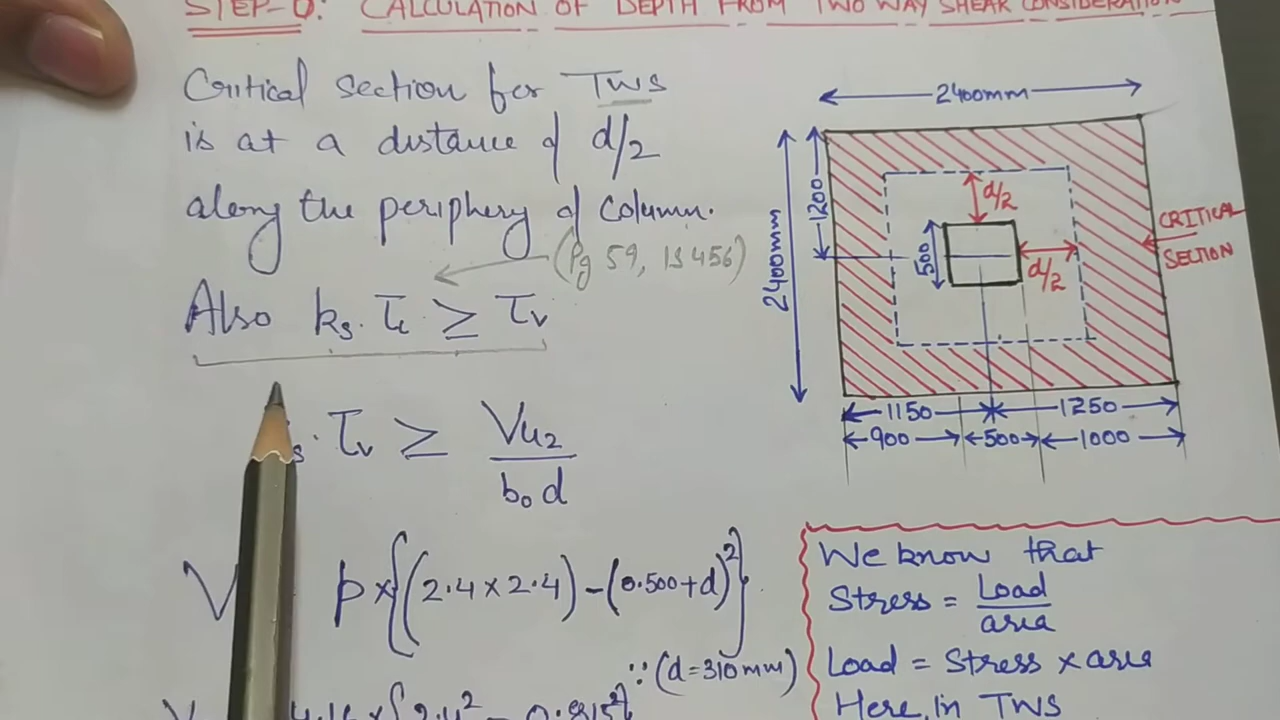 STEP-D: CALCULATION OF DEPTH FROM TWO WAY SHEAR CONSIDERATION
Critical section for TWS
is at a distance of d/2
along the periphery of column.
(Pg 59, IS 456)
Also ks.τc ≥ τv
s.τv ≥ Vu2 / b0 d
V p×{(2.4×2.4)-(0.500+d)²}
∵(d=310mm)
2400mm
2400mm
1200
d/2
500
d/2
CRITICAL
SECTION
1150 1250
900 500 1000
We know that
Stress = Load / area
Load = Stress × area
Here, in TWS